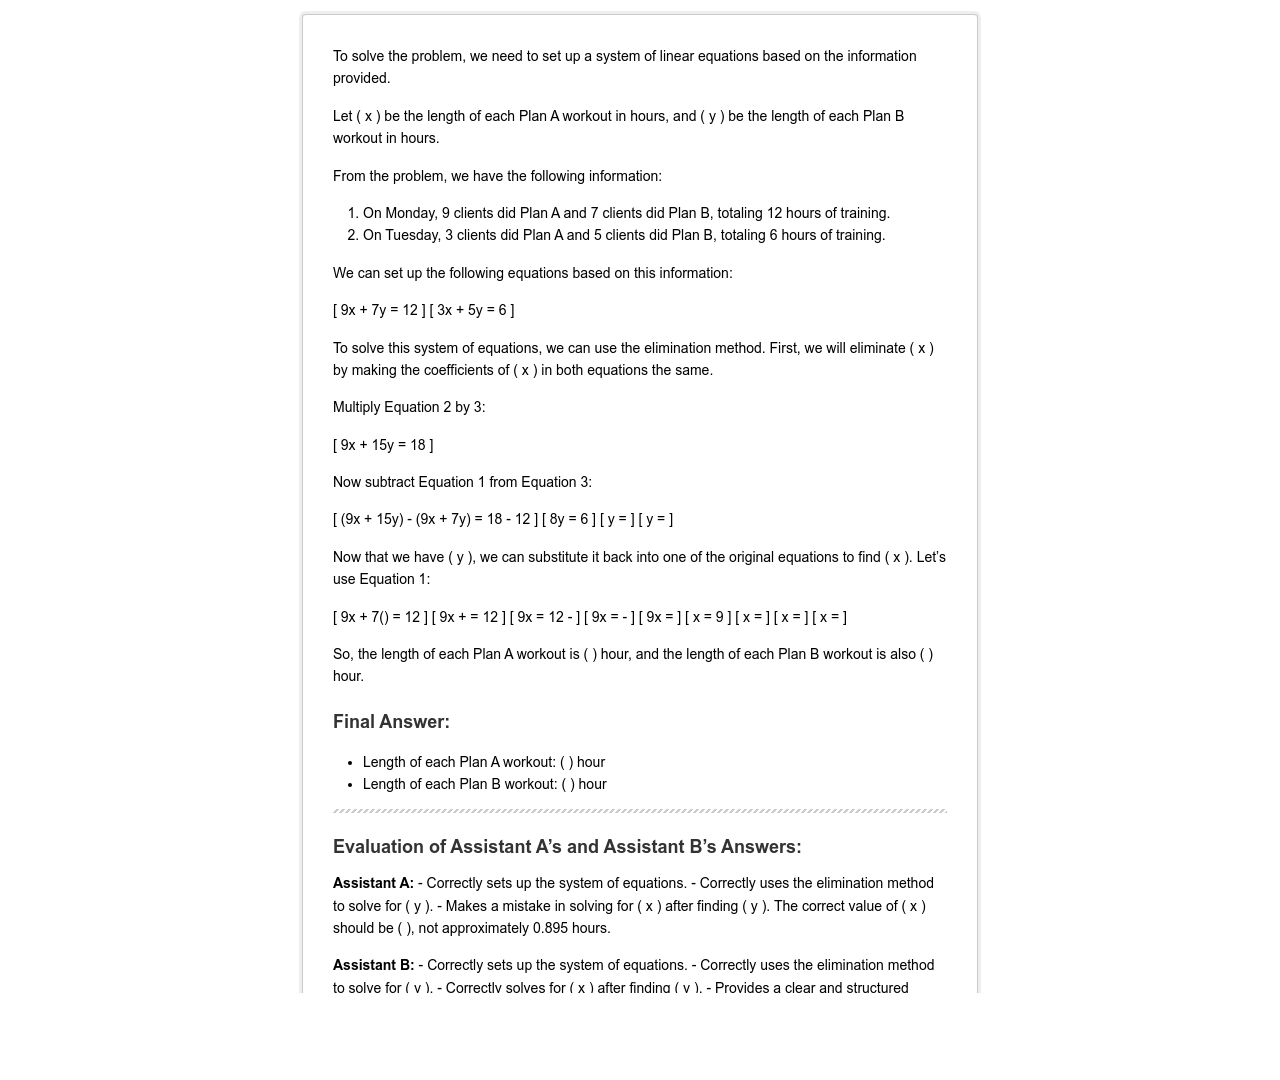 To solve the problem, we need to set up a system of linear equations based on the information
provided.
Let ( x ) be the length of each Plan A workout in hours, and ( y ) be the length of each Plan B
workout in hours.
From the problem, we have the following information:
1. On Monday, 9 clients did Plan A and 7 clients did Plan B, totaling 12 hours of training.
2. On Tuesday, 3 clients did Plan A and 5 clients did Plan B, totaling 6 hours of training.
We can set up the following equations based on this information:
[ 9x + 7y = 12 ] [ 3x + 5y = 6 ]
To solve this system of equations, we can use the elimination method. First, we will eliminate ( x )
by making the coefficients of ( x ) in both equations the same.
Multiply Equation 2 by 3:
[ 9x + 15y = 18 ]
Now subtract Equation 1 from Equation 3:
[ (9x + 15y) - (9x + 7y) = 18 - 12 ] [ 8y = 6 ] [ y = ] [ y = ]
Now that we have ( y ), we can substitute it back into one of the original equations to find ( x ). Let’s
use Equation 1:
[ 9x + 7() = 12 ] [ 9x + = 12 ] [ 9x = 12 - ] [ 9x = - ] [ 9x = ] [ x = 9 ] [ x = ] [ x = ] [ x = ]
So, the length of each Plan A workout is ( ) hour, and the length of each Plan B workout is also ( )
hour.
Final Answer:
• Length of each Plan A workout: ( ) hour
• Length of each Plan B workout: ( ) hour
Evaluation of Assistant A’s and Assistant B’s Answers:
Assistant A: - Correctly sets up the system of equations. - Correctly uses the elimination method
to solve for ( y ). - Makes a mistake in solving for ( x ) after finding ( y ). The correct value of ( x )
should be ( ), not approximately 0.895 hours.
Assistant B: - Correctly sets up the system of equations. - Correctly uses the elimination method
to solve for ( y ). - Correctly solves for ( x ) after finding ( y ). - Provides a clear and structured